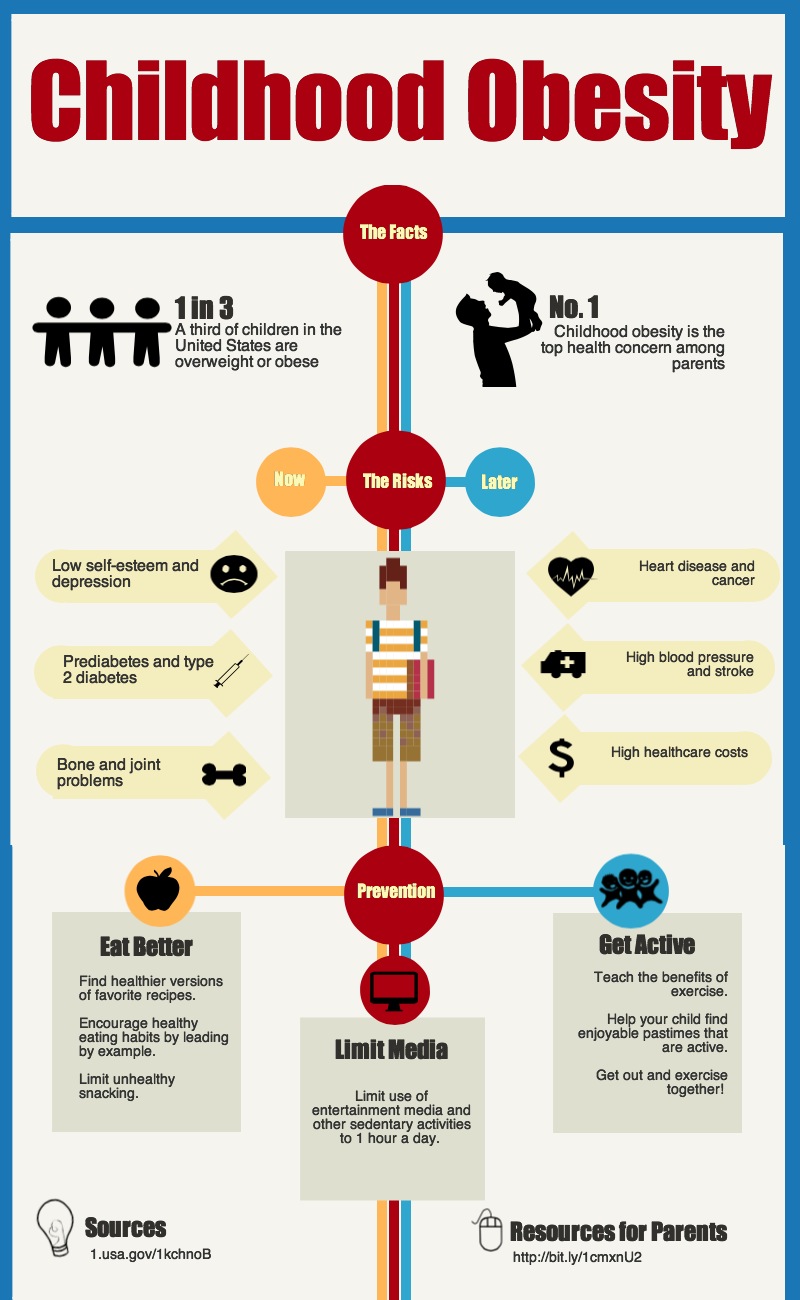 Childhood Obesity
The Facts
1 in 3
A third of children in the
United States are
overweight or obese
No. 1
Childhood obesity is the
top health concern among
parents
Now
The Risks
Later
Low self-esteem and
depression
Prediabetes and type
2 diabetes
Bone and joint
problems
Heart disease and
cancer
High blood pressure
and stroke
$
High healthcare costs
Prevention
Eat Better
Find healthier versions
of favorite recipes.
Encourage healthy
eating habits by leading
by example.
Limit unhealthy
snacking.
Limit Media
Limit use of
entertainment media and
other sedentary activities
to 1 hour a day.
Get Active
Teach the benefits of
exercise.
Help your child find
enjoyable pastimes that
are active.
Get out and exercise
together!
Sources
1.usa.gov/1kchnoB
Resources for Parents
http://bit.ly/1cmxnU2